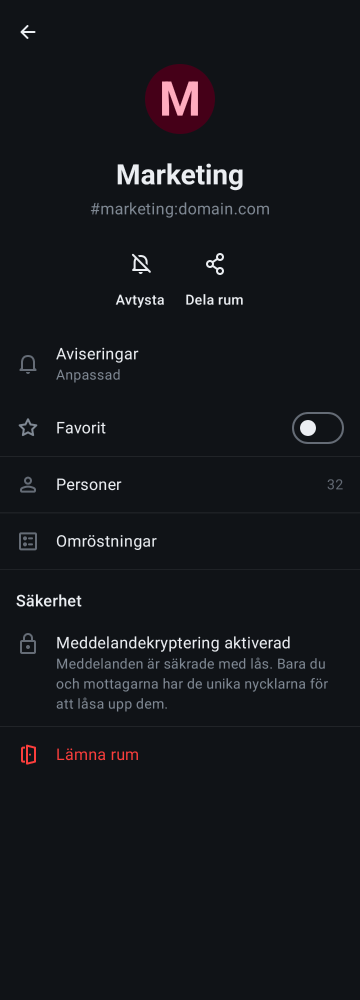 M
Marketing
#marketing:domain.com
Avtysta
Dela rum
Aviseringar
Anpassad
Favorit
Personer
32
Omröstningar
Säkerhet
Meddelandekryptering aktiverad
Meddelanden är säkrade med lås. Bara du
och mottagarna har de unika nycklarna för
att låsa upp dem.
Lämna rum